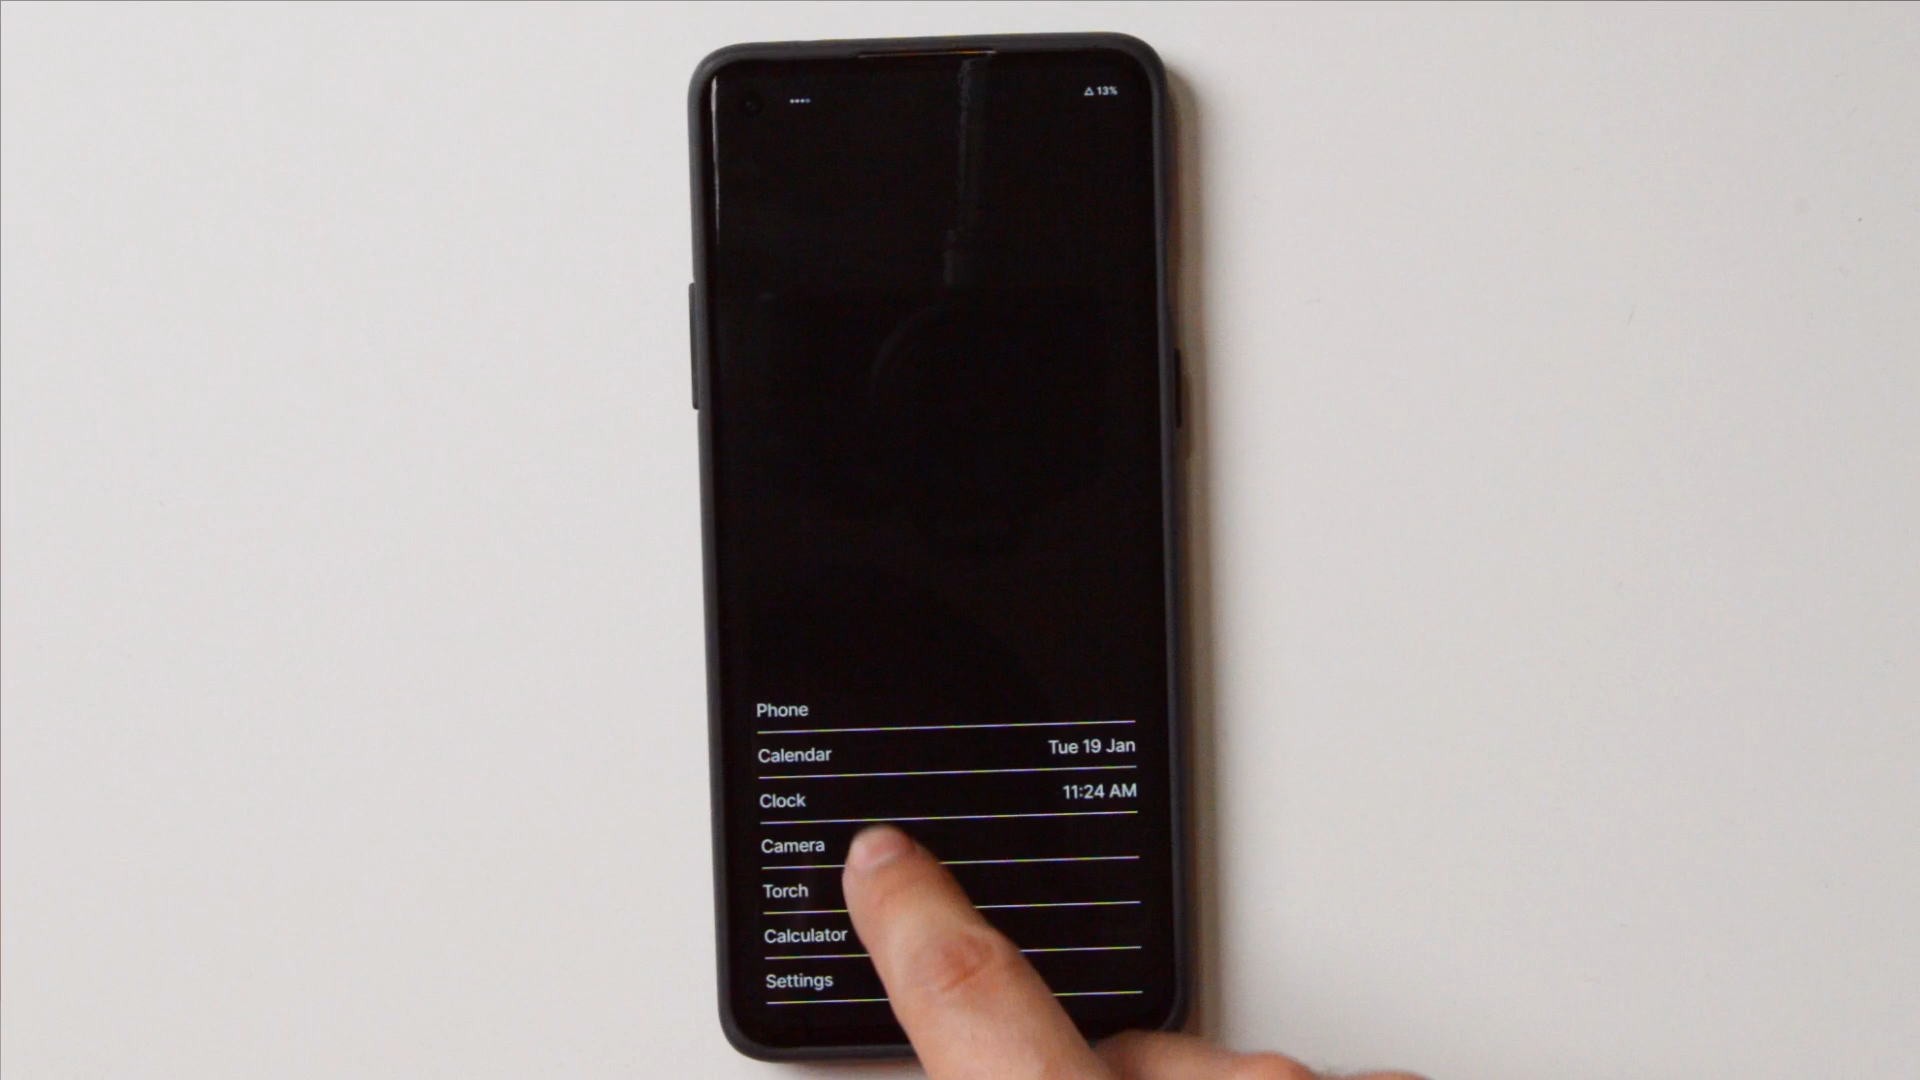 13%
Phone
Calendar Tue 19 Jan
Clock 11:24 AM
Camera
Torch
Calculator
Settings